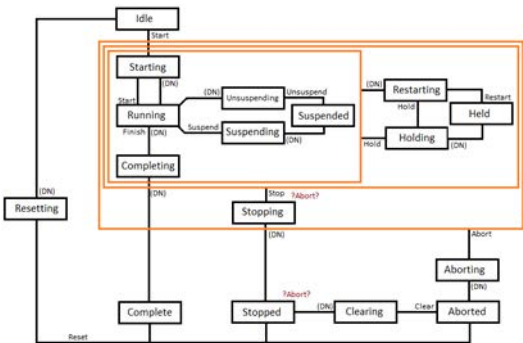 Idle
Start
Starting
(DN)
Start
(DN)
Unsuspending
Unsuspend
Running
Suspended
Suspend
Suspending
(DN)
Finish
(DN)
Completing
(DN)
Restarting
Restart
Hold
Held
Hold
Holding
(DN)
(DN)
Resetting
(DN)
Stop
?Abort?
Stopping
(DN)
Abort
Aborting
(DN)
?Abort?
Complete
Stopped
(DN)
Clearing
Clear
Aborted
Reset